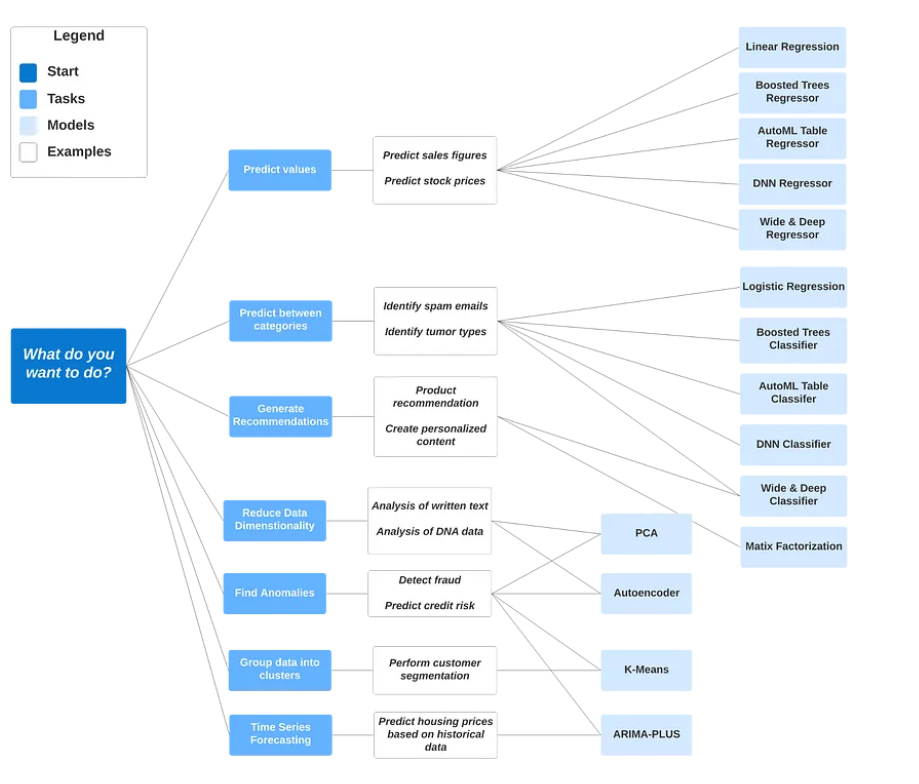 Legend
Start
Tasks
Models
Examples
What do you
want to do?
Predict values
Predict sales figures
Predict stock prices
Linear Regression
Boosted Trees
Regressor
AutoML Table
Regressor
DNN Regressor
Wide & Deep
Regressor
Predict between
categories
Identify spam emails
Identify tumor types
Logistic Regression
Boosted Trees
Classifier
AutoML Table
Classifer
DNN Classifier
Wide & Deep
Classifier
Generate
Recommendations
Product
recommendation
Create personalized
content
Matix Factorization
Reduce Data
Dimenstionality
Analysis of written text
Analysis of DNA data
PCA
Find Anomalies
Detect fraud
Predict credit risk
Autoencoder
Group data into
clusters
Perform customer
segmentation
K-Means
Time Series
Forecasting
Predict housing prices
based on historical
data
ARIMA-PLUS